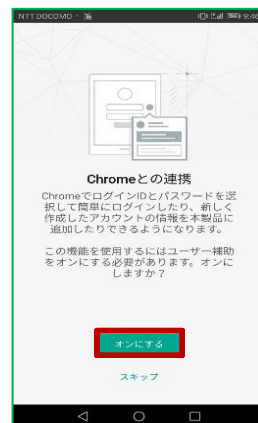 NTT DOCOMO 9:46
Chromeとの連携
ChromeでログインIDとパスワードを選
択して簡単にログインしたり、新しく
作成したアカウントの情報を本製品に
追加したりできるようになります。
この機能を使用するにはユーザー補助
をオンにする必要があります。オンに
しますか？
オンにする
スキップ